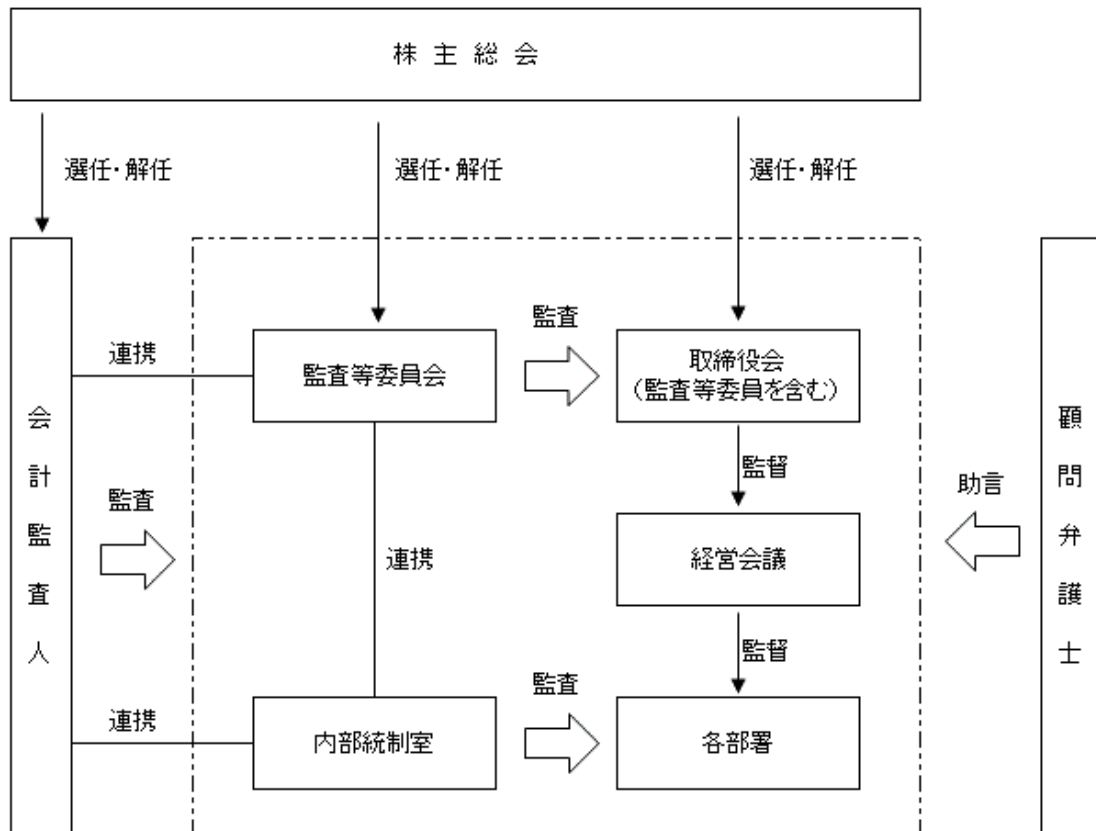 株主総会
選任・解任
選任・解任
選任・解任
監査
連携
監査等委員会
取締役会
(監査等委員を含む)
会計監査人
顧問弁護士
監督
助言
監査
連携
経営会議
監督
監査
連携
内部統制室
各部署